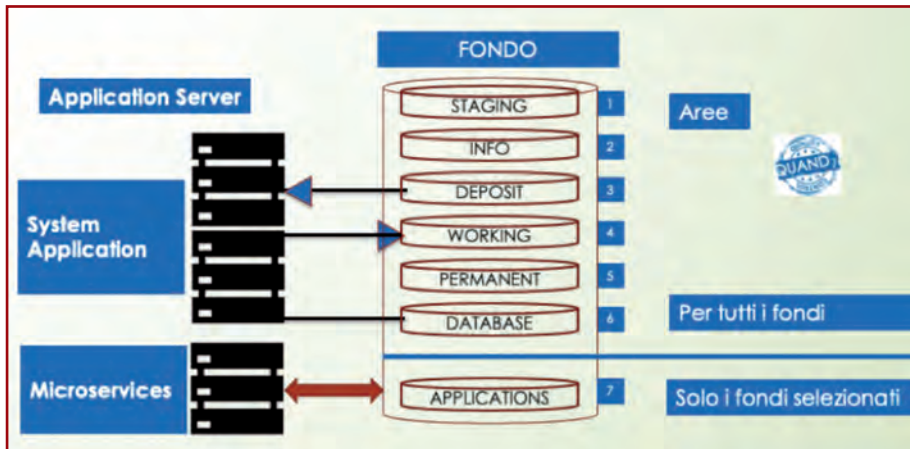 FONDO
Application Server
STAGING
1
Aree
INFO
2
QUANDO?
DEPOSIT
3
System
Application
WORKING
4
PERMANENT
5
DATABASE
6
Per tutti i fondi
Microservices
APPLICATIONS
7
Solo i fondi selezionati